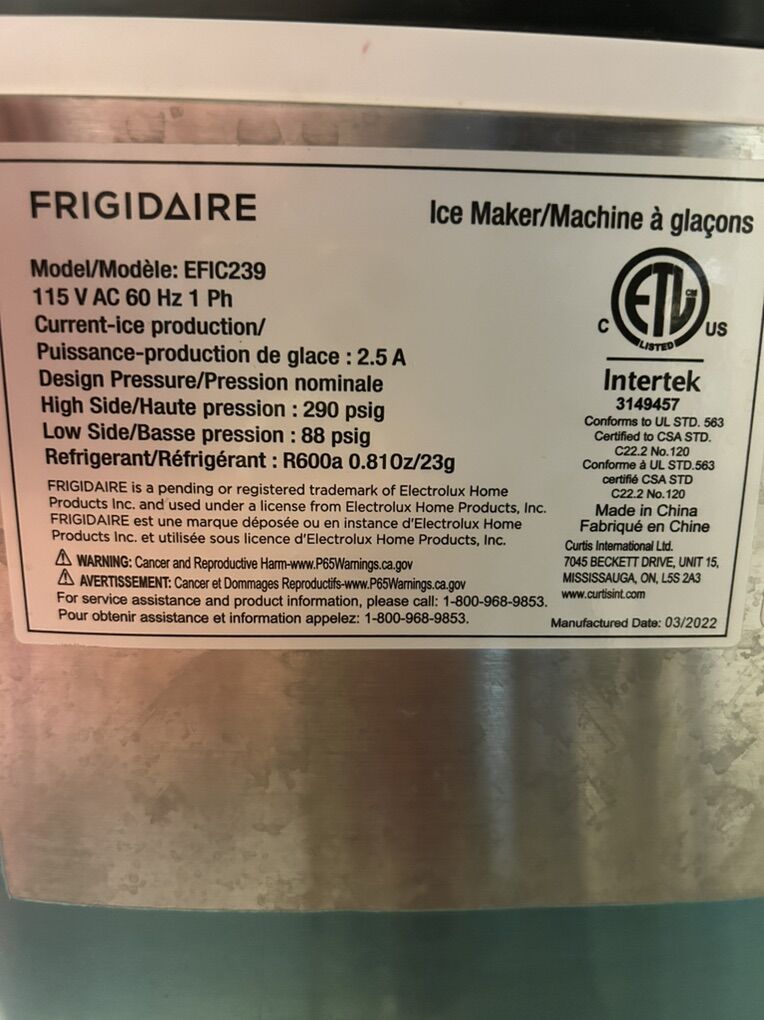 FRIGIDAIRE
Ice Maker/Machine à glaçons
Model/Modèle: EFIC239
115 V AC 60 Hz 1 Ph
Current-ice production/
Puissance-production de glace : 2.5 A
Design Pressure/Pression nominale
High Side/Haute pression : 290 psig
Low Side/Basse pression : 88 psig
Refrigerant/Réfrigérant : R600a 0.81Oz/23g
FRIGIDAIRE is a pending or registered trademark of Electrolux Home
Products Inc. and used under a license from Electrolux Home Products, Inc.
FRIGIDAIRE est une marque déposée ou en instance d'Electrolux Home
Products Inc. et utilisée sous licence d'Electrolux Home Products, Inc.
⚠ WARNING: Cancer and Reproductive Harm-www.P65Warnings.ca.gov
⚠ AVERTISSEMENT: Cancer et Dommages Reproductifs-www.P65Warnings.ca.gov
For service assistance and product information, please call: 1-800-968-9853.
Pour obtenir assistance et information appelez: 1-800-968-9853.
ETL CM
C US
LISTED
Intertek
3149457
Conforms to UL STD. 563
Certified to CSA STD.
C22.2 No.120
Conforme à UL STD.563
certifié CSA STD
C22.2 No.120
Made in China
Fabriqué en Chine
Curtis International Ltd.
7045 BECKETT DRIVE, UNIT 15,
MISSISSAUGA, ON, L5S 2A3
www.curtisint.com
Manufactured Date: 03/2022